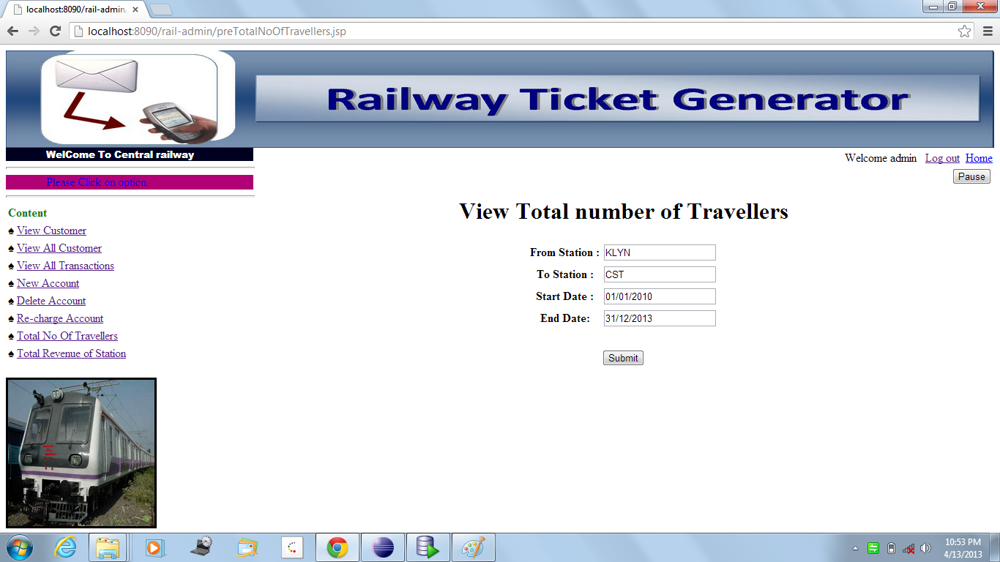 localhost:8090/rail-admin/
localhost:8090/rail-admin/preTotalNoOfTravellers.jsp
Railway Ticket Generator
WelCome To Central railway
Welcome admin Log out Home
Please Click on option.
Pause
View Total number of Travellers
Content
♠ View Customer
♠ View All Customer
♠ View All Transactions
♠ New Account
♠ Delete Account
♠ Re-charge Account
♠ Total No Of Travellers
♠ Total Revenue of Station
From Station : KLYN
To Station : CST
Start Date : 01/01/2010
End Date: 31/12/2013
Submit
10:53 PM
4/13/2013